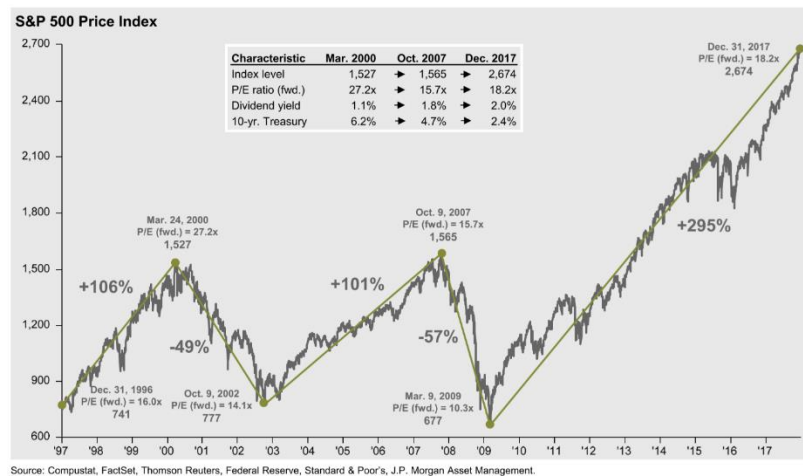 S&P 500 Price Index
2,700
2,400
2,100
1,800
1,500
1,200
900
600
Characteristic Mar. 2000 Oct. 2007 Dec. 2017
Index level 1,527 1,565 2,674
P/E ratio (fwd.) 27.2x 15.7x 18.2x
Dividend yield 1.1% 1.8% 2.0%
10-yr. Treasury 6.2% 4.7% 2.4%
Dec. 31, 2017
P/E (fwd.) = 18.2x
2,674
Mar. 24, 2000
P/E (fwd.) = 27.2x
1,527
Oct. 9, 2007
P/E (fwd.) = 15.7x
1,565
+106%
-49%
+101%
-57%
+295%
Dec. 31, 1996
P/E (fwd.) = 16.0x
741
Oct. 9, 2002
P/E (fwd.) = 14.1x
777
Mar. 9, 2009
P/E (fwd.) = 10.3x
677
'97 '98 '99 '00 '01 '02 '03 '04 '05 '06 '07 '08 '09 '10 '11 '12 '13 '14 '15 '16 '17
Source: Compustat, FactSet, Thomson Reuters, Federal Reserve, Standard & Poor's, J.P. Morgan Asset Management.